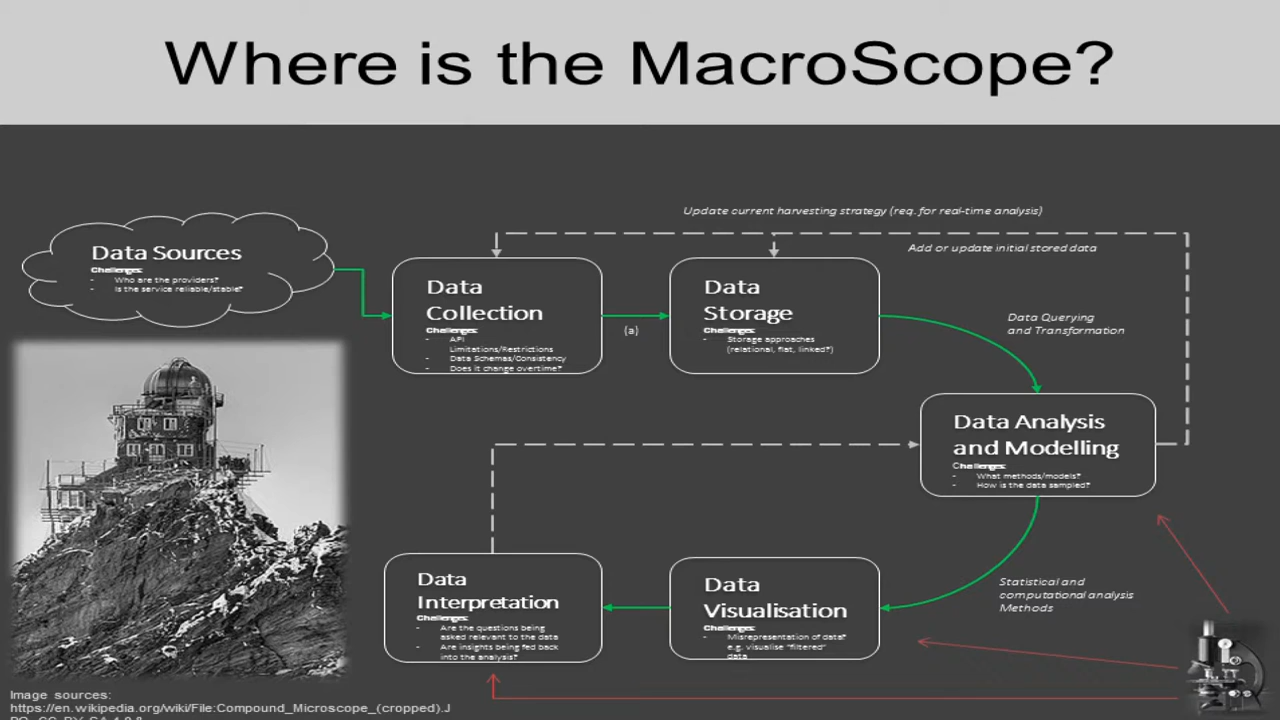 Where is the MacroScope?
Update current harvesting strategy (req. for real-time analysis)
Add or update initial stored data
Data Sources
Challenges:
- Who are the providers?
- Is the service reliable/stable?
Data
Collection
Challenges:
- API
Limitations/Restrictions
- Data Schemas/Consistency
- Does it change overtime?
(a)
Data
Storage
Challenges:
- Storage approaches
(relational, flat, linked?)
Data Querying
and Transformation
Data Analysis
and Modelling
Challenges:
- What methods/models?
- How is the data sampled?
Statistical and
computational analysis
Methods
Data
Visualisation
Challenges:
- Misrepresentation of data?
e.g. visualise "filtered"
data
Data
Interpretation
Challenges:
- Are the questions being
asked relevant to the data
- Are insights being fed back
into the analysis?
Image sources:
https://en.wikipedia.org/wiki/File:Compound_Microscope_(cropped).J